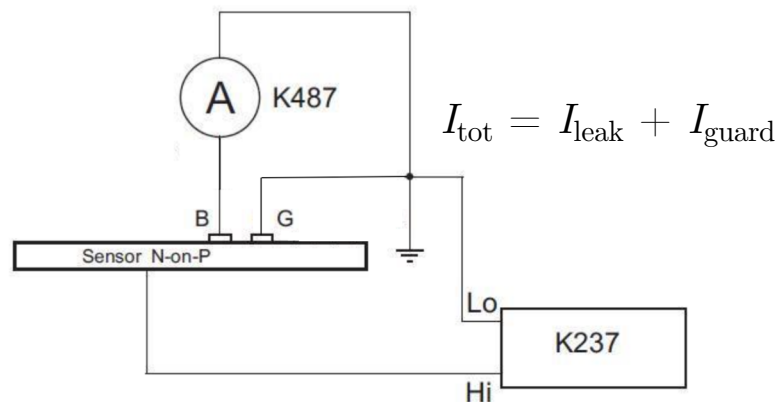 A
K487
I_tot = I_leak + I_guard
B
G
Sensor N-on-P
Lo
K237
Hi